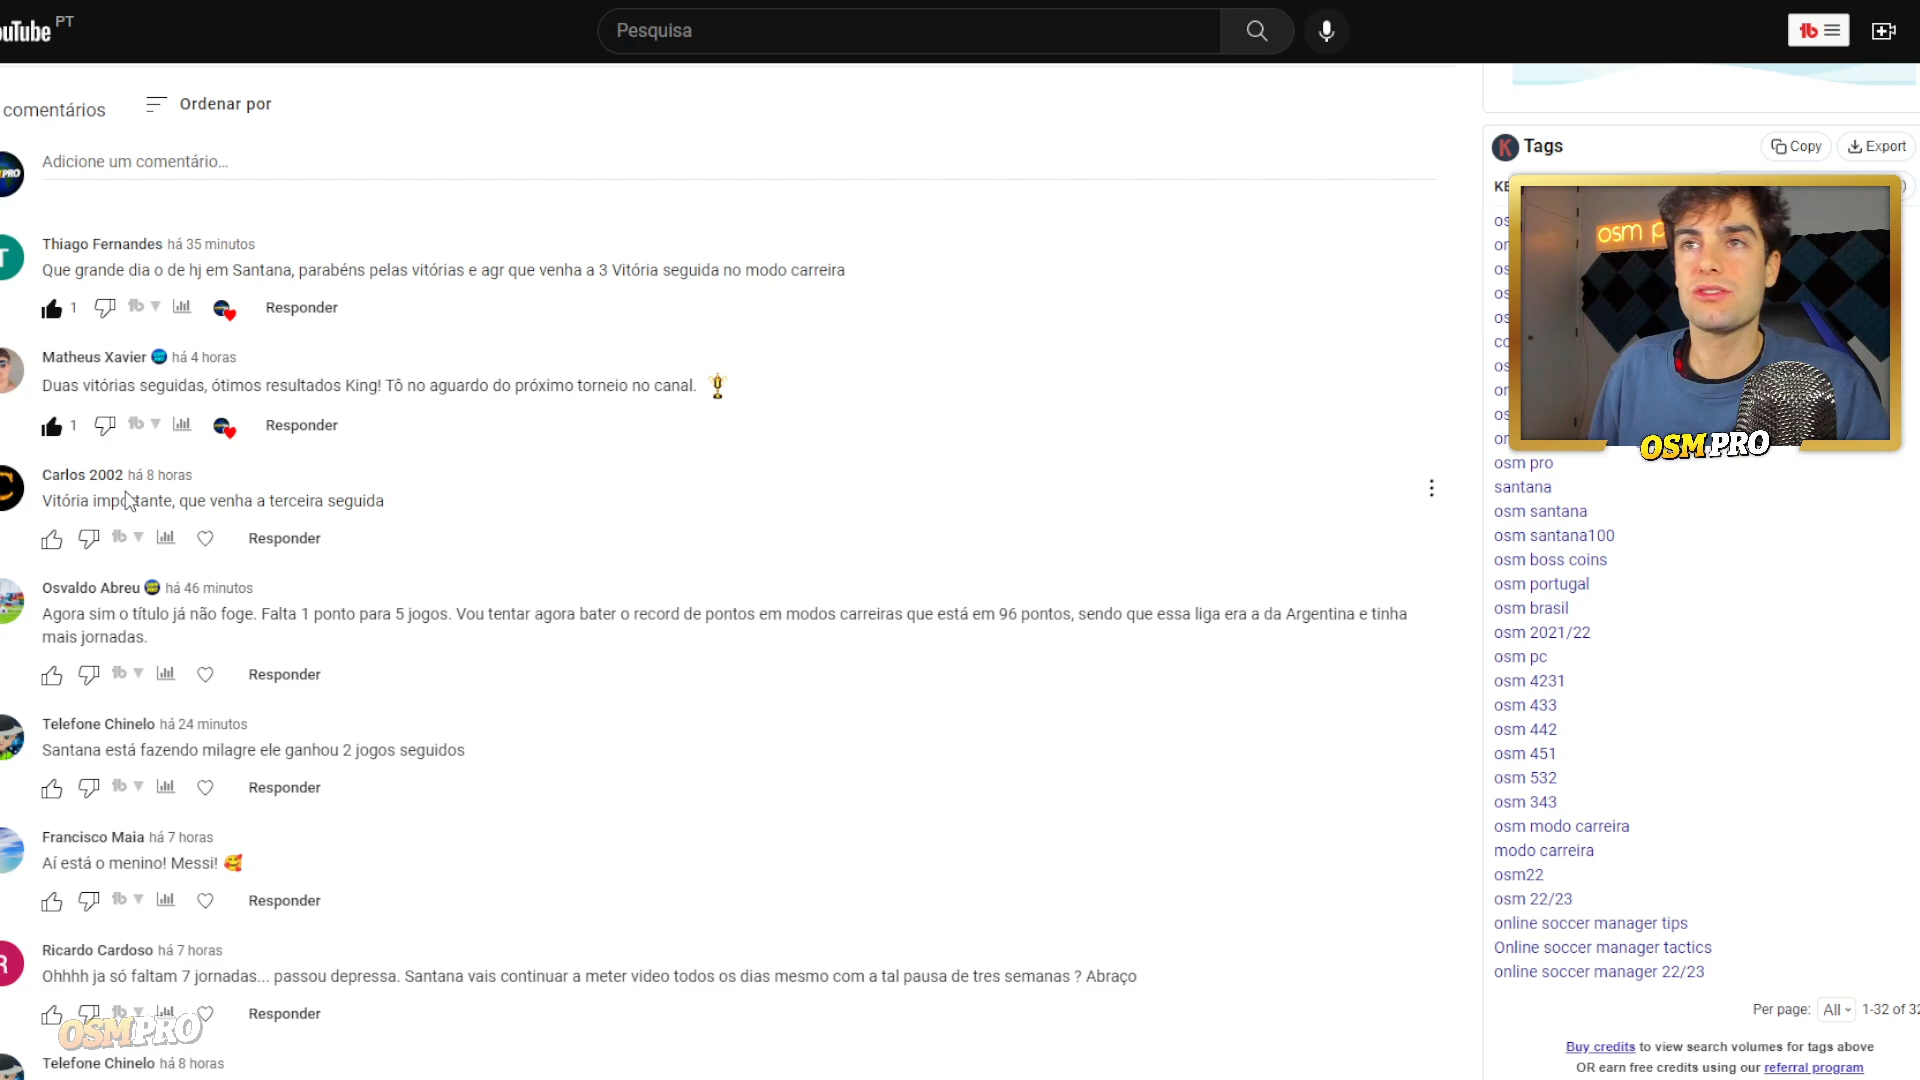 ouTube PT
Pesquisa
comentários
Ordenar por
Adicione um comentário...
Thiago Fernandes há 35 minutos
Que grande dia o de hj em Santana, parabéns pelas vitórias e agr que venha a 3 Vitória seguida no modo carreira
1
Responder
Matheus Xavier há 4 horas
Duas vitórias seguidas, ótimos resultados King! Tô no aguardo do próximo torneio no canal. 🏆
1
Responder
Carlos 2002 há 8 horas
Vitória importante, que venha a terceira seguida
Responder
Osvaldo Abreu há 46 minutos
Agora sim o título já não foge. Falta 1 ponto para 5 jogos. Vou tentar agora bater o record de pontos em modos carreiras que está em 96 pontos, sendo que essa liga era a da Argentina e tinha
mais jornadas.
Responder
Telefone Chinelo há 24 minutos
Santana está fazendo milagre ele ganhou 2 jogos seguidos
Responder
Francisco Maia há 7 horas
Aí está o menino! Messi! 🥰
Responder
Ricardo Cardoso há 7 horas
Ohhhh ja só faltam 7 jornadas... passou depressa. Santana vais continuar a meter video todos os dias mesmo com a tal pausa de tres semanas ? Abraço
Responder
OSM PRO
Telefone Chinelo há 8 horas
Tags
Copy
Export
osm p
OSM PRO
osm pro
santana
osm santana
osm santana100
osm boss coins
osm portugal
osm brasil
osm 2021/22
osm pc
osm 4231
osm 433
osm 442
osm 451
osm 532
osm 343
osm modo carreira
modo carreira
osm22
osm 22/23
online soccer manager tips
Online soccer manager tactics
online soccer manager 22/23
Per page: All 1-32 of 32
Buy credits to view search volumes for tags above
OR earn free credits using our referral program